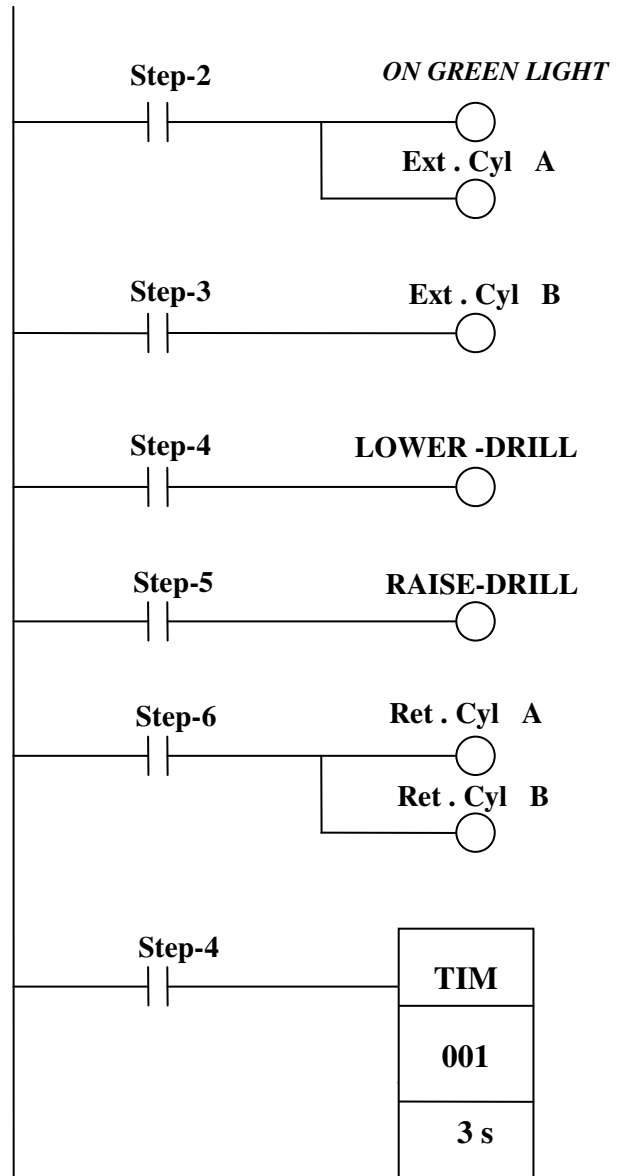 Step-2 ON GREEN LIGHT
Ext . Cyl A
Step-3 Ext . Cyl B
Step-4 LOWER -DRILL
Step-5 RAISE-DRILL
Step-6 Ret . Cyl A
Ret . Cyl B
Step-4
TIM
001
3 s